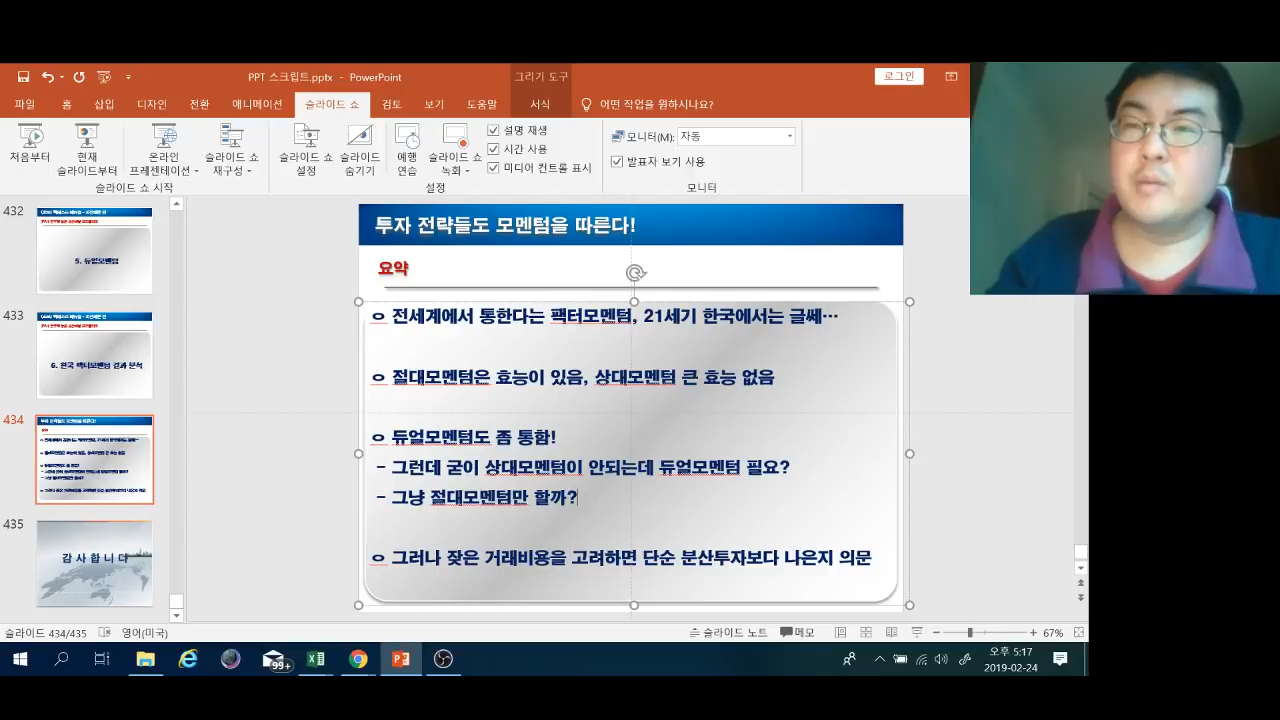 PPT 스크립트.pptx - PowerPoint
그리기 도구
로그인
파일 홈 삽입 디자인 전환 애니메이션 슬라이드 쇼 검토 보기 도움말 서식 어떤 작업을 원하시나요?
처음부터
현재
슬라이드부터
온라인
프레젠테이션
슬라이드 쇼
재구성
슬라이드 쇼
설정
슬라이드
숨기기
예행
연습
슬라이드 쇼
녹화
설명 재생
시간 사용
미디어 컨트롤 표시
모니터(M): 자동
발표자 보기 사용
슬라이드 쇼 시작
설정
모니터
432
5. 듀얼모멘텀
433
6. 한국 팩터모멘텀 결과 분석
434
투자 전략들도 모멘텀을 따른다!
요약
435
감사합니다
투자 전략들도 모멘텀을 따른다!
요약
ㅇ 전세계에서 통한다는 팩터모멘텀, 21세기 한국에서는 글쎄…
ㅇ 절대모멘텀은 효능이 있음, 상대모멘텀 큰 효능 없음
ㅇ 듀얼모멘텀도 좀 통함!
- 그런데 굳이 상대모멘텀이 안되는데 듀얼모멘텀 필요?
- 그냥 절대모멘텀만 할까?
ㅇ 그러나 잦은 거래비용을 고려하면 단순 분산투자보다 나은지 의문
슬라이드 434/435 영어(미국)
슬라이드 노트 메모 67%
99+
오후 5:17
2019-02-24